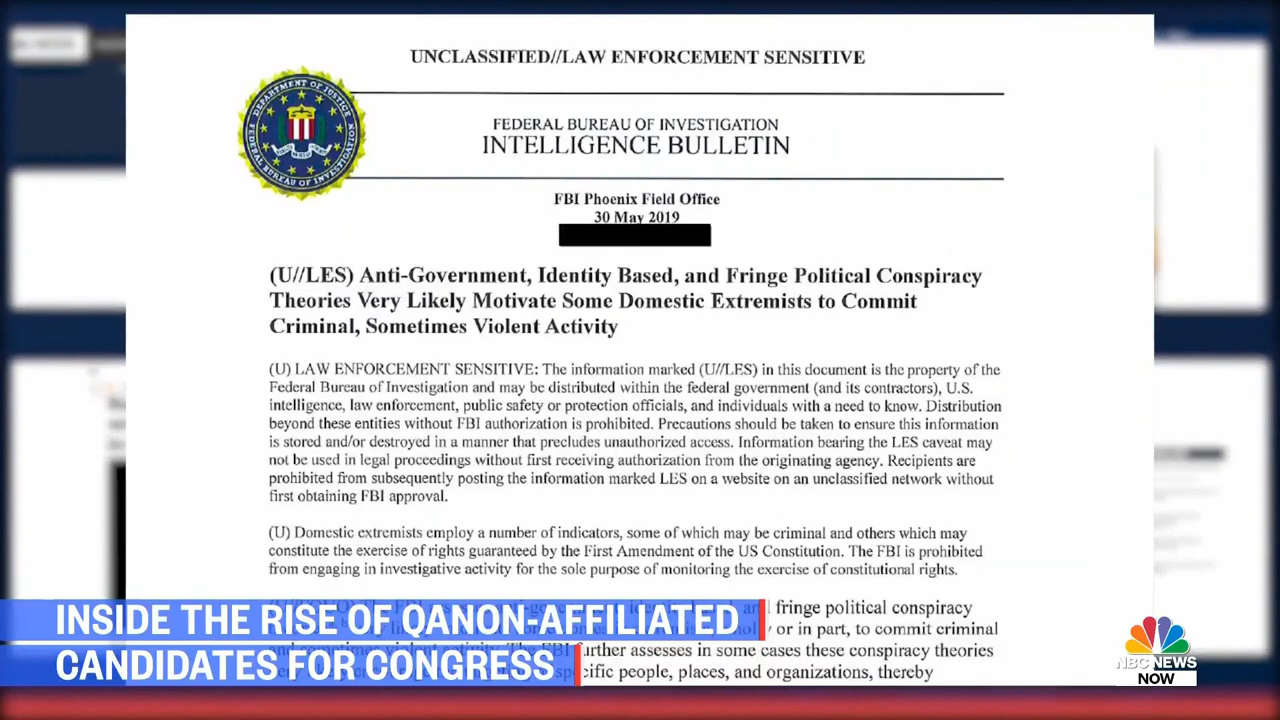 UNCLASSIFIED//LAW ENFORCEMENT SENSITIVE
FEDERAL BUREAU OF INVESTIGATION
INTELLIGENCE BULLETIN
DEPARTMENT OF JUSTICE
FEDERAL BUREAU OF INVESTIGATION
FBI Phoenix Field Office
30 May 2019
(U//LES) Anti-Government, Identity Based, and Fringe Political Conspiracy
Theories Very Likely Motivate Some Domestic Extremists to Commit
Criminal, Sometimes Violent Activity
(U) LAW ENFORCEMENT SENSITIVE: The information marked (U//LES) in this document is the property of the
Federal Bureau of Investigation and may be distributed within the federal government (and its contractors), U.S.
intelligence, law enforcement, public safety or protection officials, and individuals with a need to know. Distribution
beyond these entities without FBI authorization is prohibited. Precautions should be taken to ensure this information
is stored and/or destroyed in a manner that precludes unauthorized access. Information bearing the LES caveat may
not be used in legal proceedings without first receiving authorization from the originating agency. Recipients are
prohibited from subsequently posting the information marked LES on a website on an unclassified network without
first obtaining FBI approval.
(U) Domestic extremists employ a number of indicators, some of which may be criminal and others which may
constitute the exercise of rights guaranteed by the First Amendment of the US Constitution. The FBI is prohibited
from engaging in investigative activity for the sole purpose of monitoring the exercise of constitutional rights.
fringe political conspiracy
or in part, to commit criminal
further assesses in some cases these conspiracy theories
people, places, and organizations, thereby
INSIDE THE RISE OF QANON-AFFILIATED
CANDIDATES FOR CONGRESS
NBC NEWS
NOW